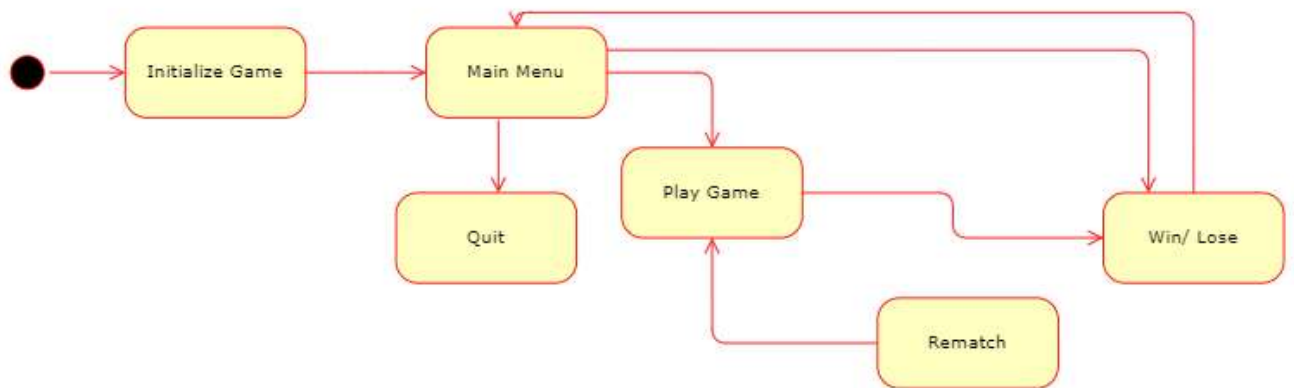 Initialize Game
Main Menu
Play Game
Quit
Win/ Lose
Rematch